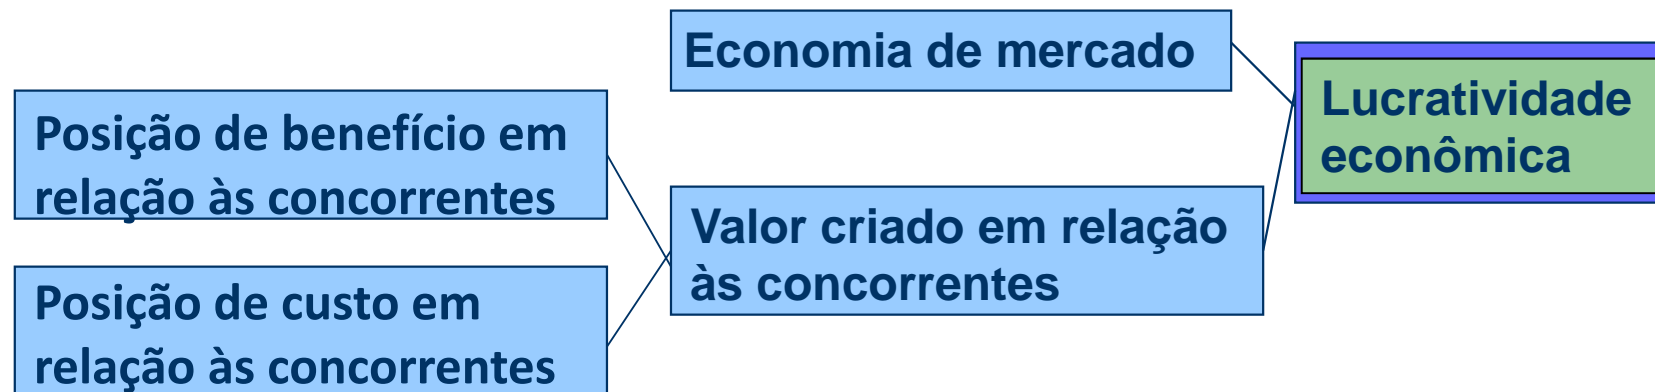 Economia de mercado
Lucratividade
econômica
Posição de benefício em
relação às concorrentes
Valor criado em relação
às concorrentes
Posição de custo em
relação às concorrentes